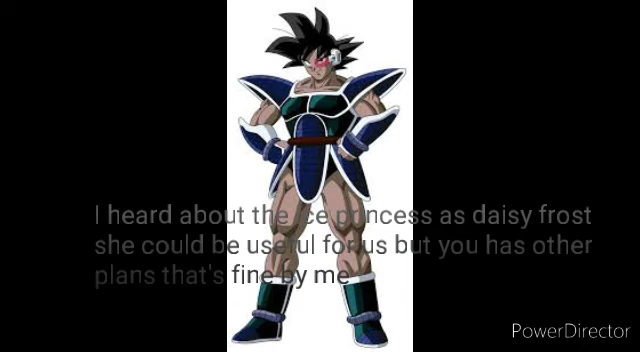 I heard about the ice princess as daisy frost
she could be useful for us but you has other
plans that's fine by me
PowerDirector